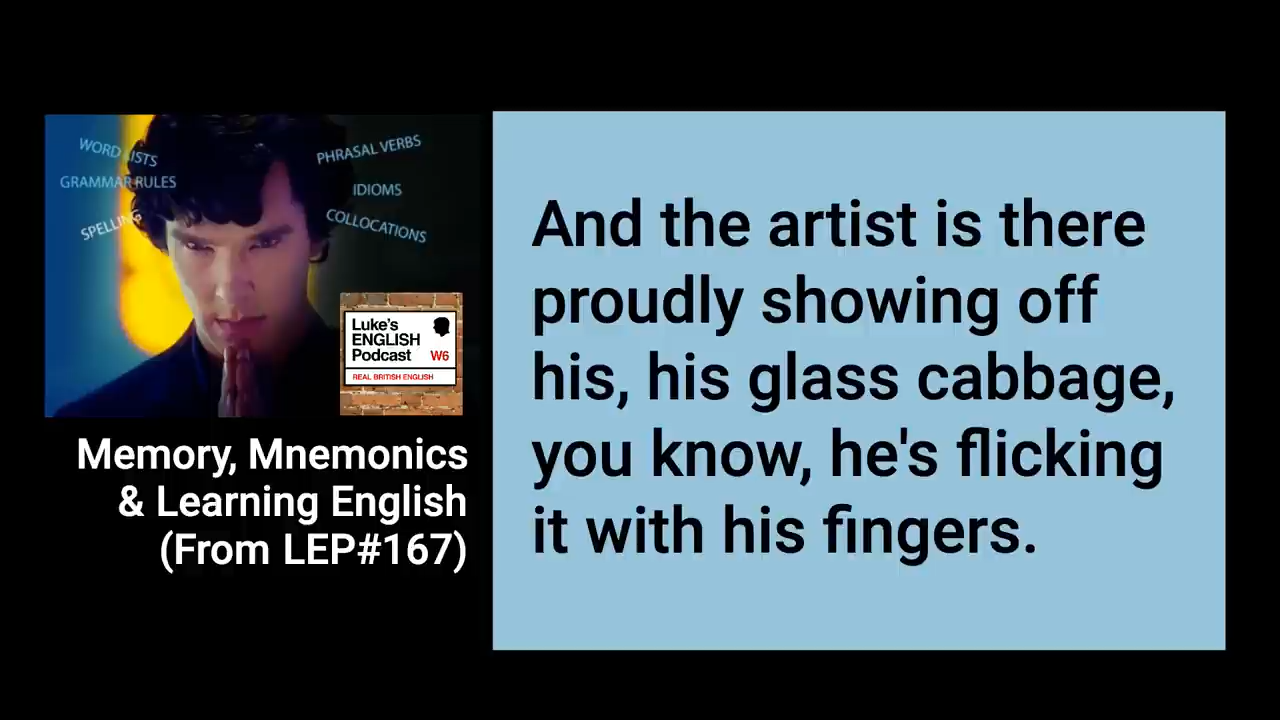 WORD LISTS
GRAMMAR RULES
SPELLING
PHRASAL VERBS
IDIOMS
COLLOCATIONS
Luke's
ENGLISH
Podcast W6
REAL BRITISH ENGLISH
Memory, Mnemonics
& Learning English
(From LEP#167)
And the artist is there
proudly showing off
his, his glass cabbage,
you know, he's flicking
it with his fingers.